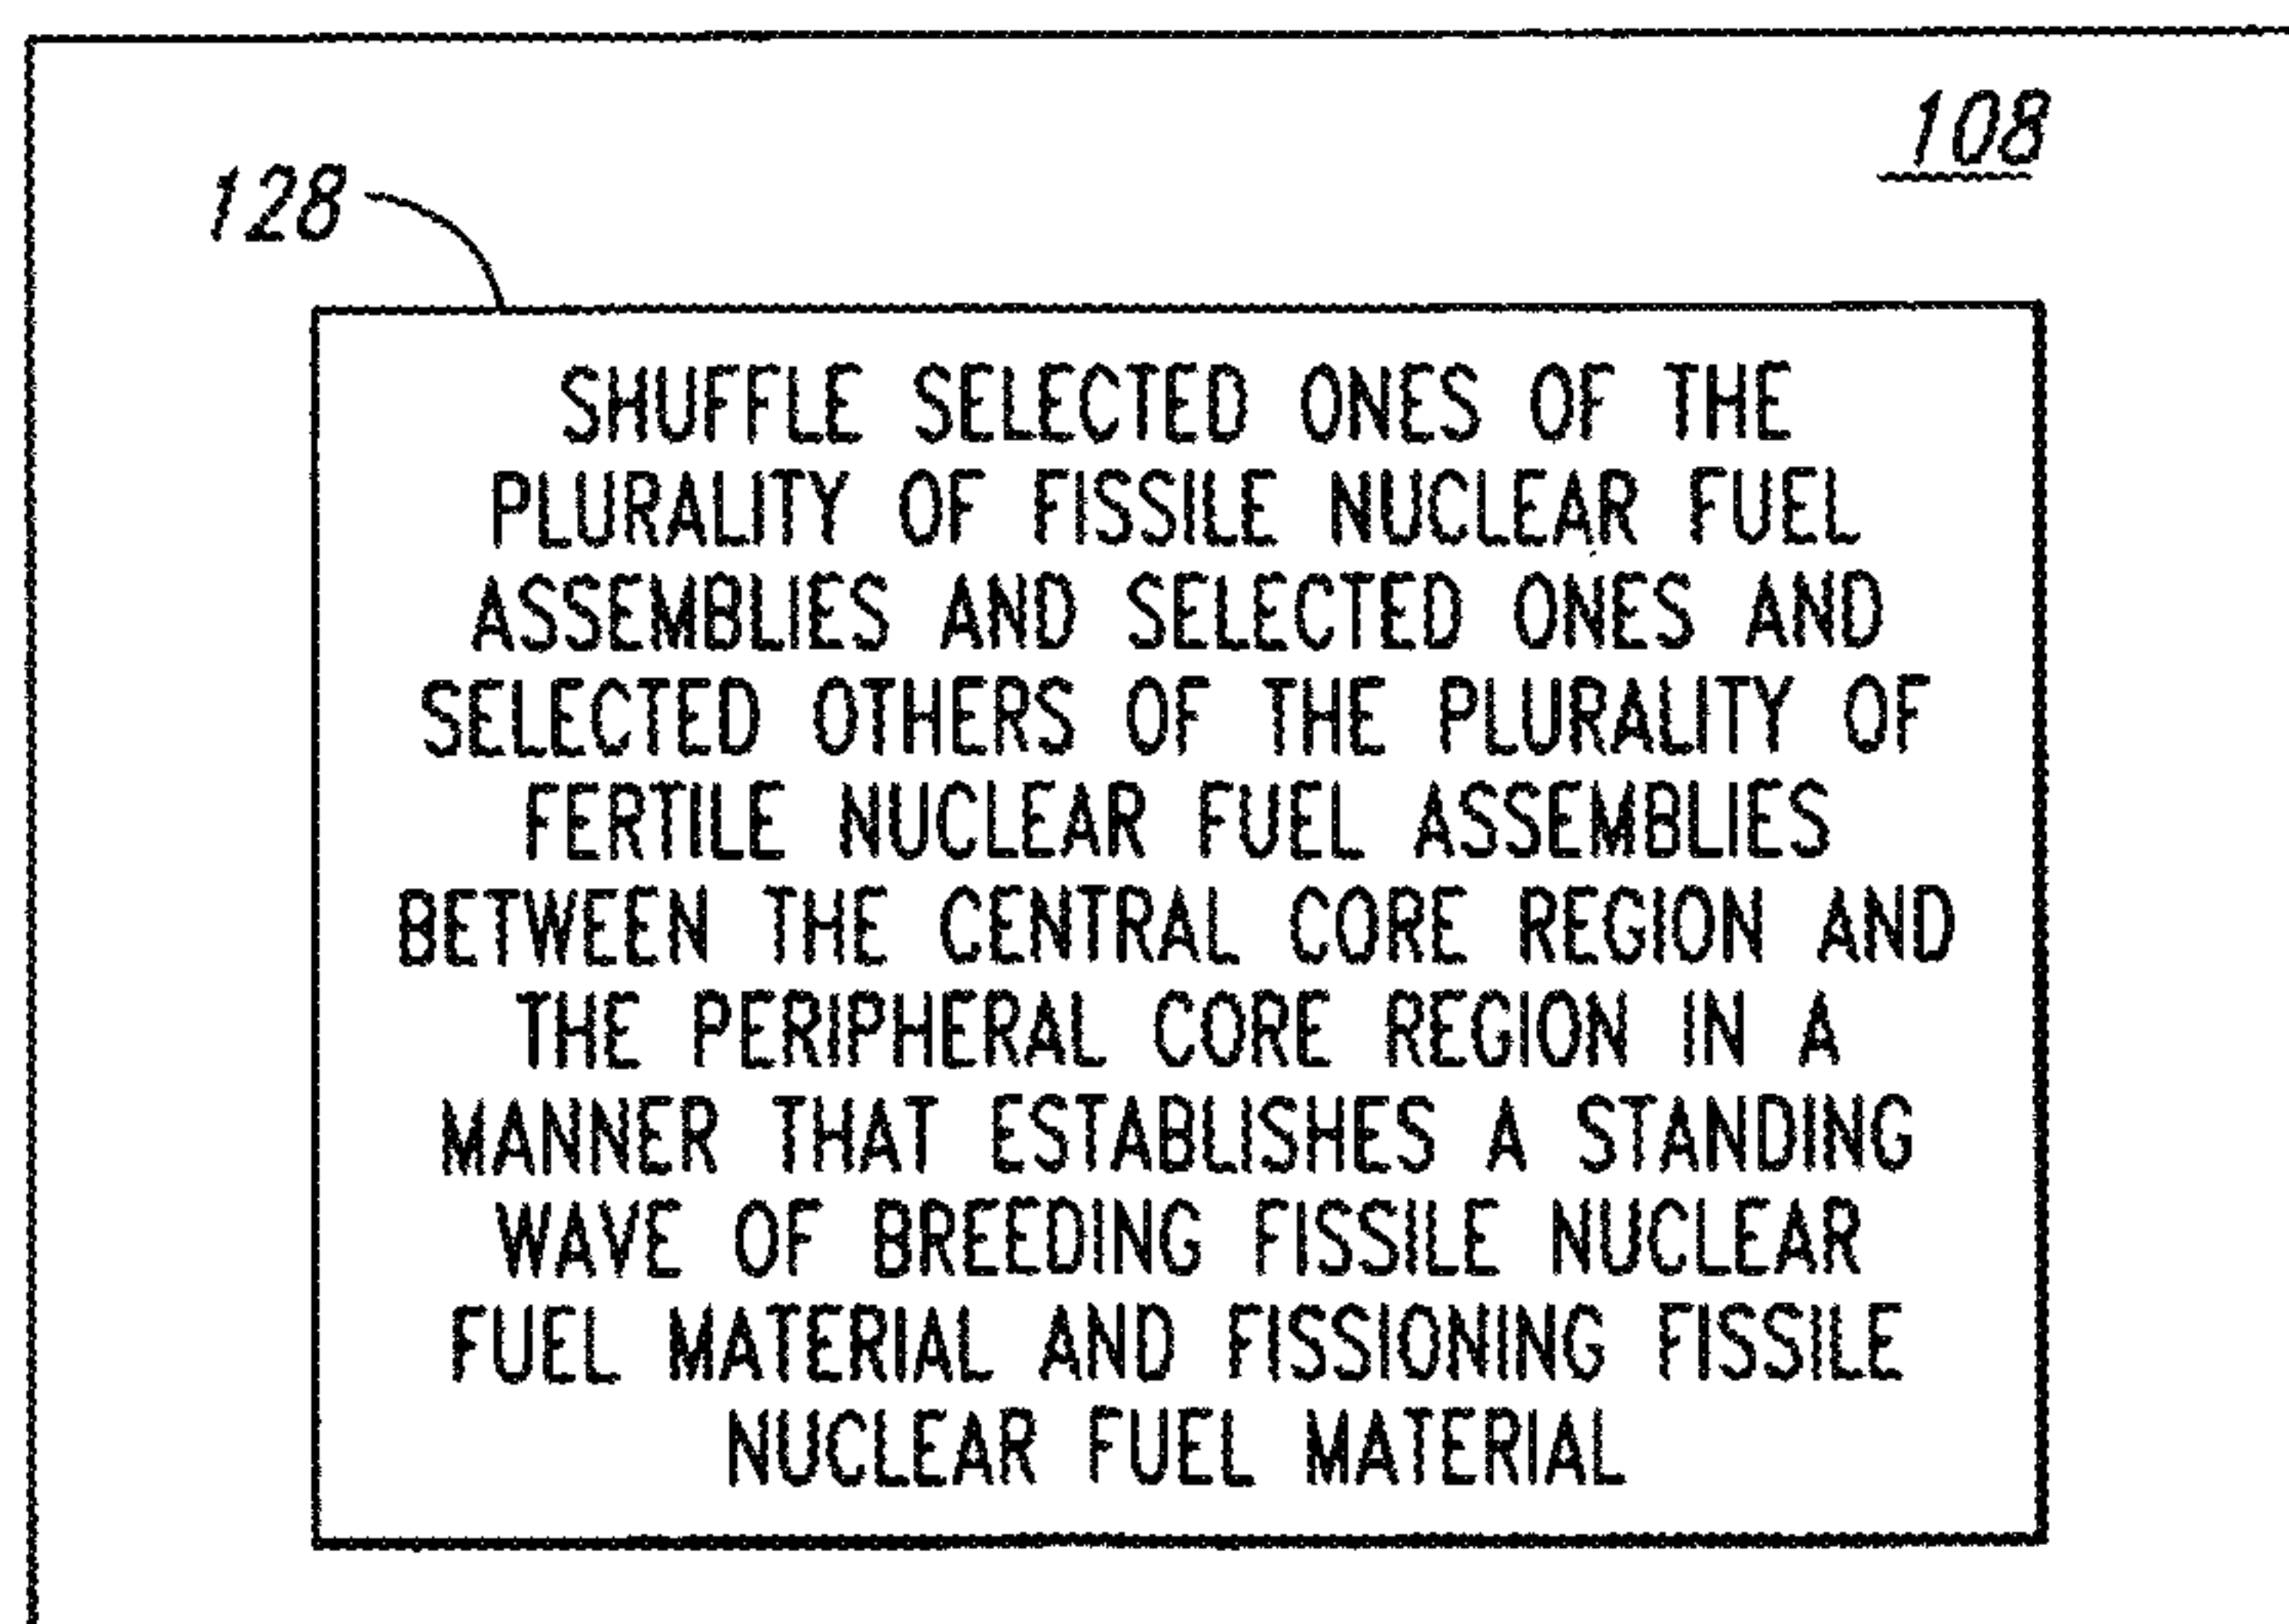 108
128
SHUFFLE SELECTED ONES OF THE
PLURALITY OF FISSILE NUCLEAR FUEL
ASSEMBLIES AND SELECTED ONES AND
SELECTED OTHERS OF THE PLURALITY OF
FERTILE NUCLEAR FUEL ASSEMBLIES
BETWEEN THE CENTRAL CORE REGION AND
THE PERIPHERAL CORE REGION IN A
MANNER THAT ESTABLISHES A STANDING
WAVE OF BREEDING FISSILE NUCLEAR
FUEL MATERIAL AND FISSIONING FISSILE
NUCLEAR FUEL MATERIAL